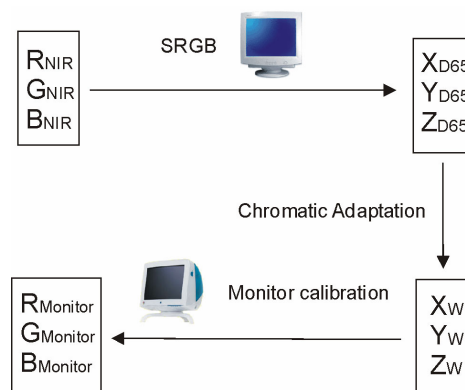 SRGB
RNIR
GNIR
BNIR
XD65
YD65
ZD65
Chromatic Adaptation
Monitor calibration
RMonitor
GMonitor
BMonitor
XW
YW
ZW